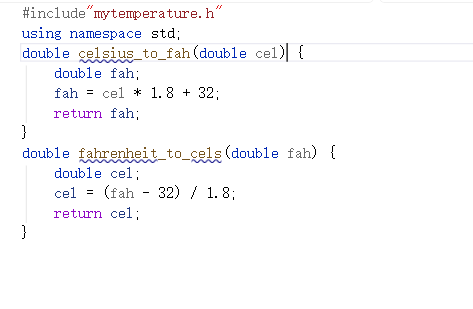 #include"mytemperature.h"
using namespace std;
double celsius_to_fah(double cel) {
    double fah;
    fah = cel * 1.8 + 32;
    return fah;
}
double fahrenheit_to_cels(double fah) {
    double cel;
    cel = (fah - 32) / 1.8;
    return cel;
}